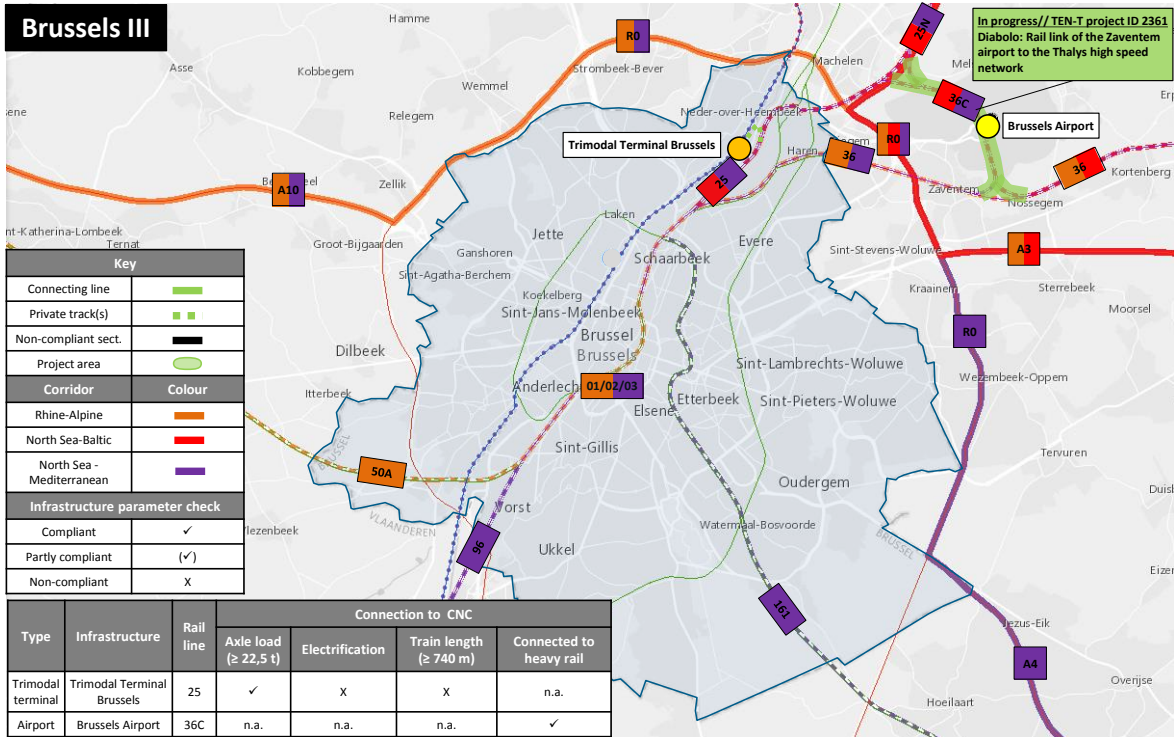 Brussels III
In progress// TEN-T project ID 2361
Diabolo: Rail link of the Zaventem
airport to the Thalys high speed
network
Hamme
R0
25N
Machelen
Asse
Kobbegem
Strombeek-Bever
Wemmel
36C
Relegem
Neder-over-Heembeek
Brussels Airport
Trimodal Terminal Brussels
R0
Haren
36
36
Kortenberg
25
A10
Zellik
Zaventem
Nossegem
Laken
Ternat
Groot-Bijgaarden
Jette
Evere
Sint-Stevens-Woluwe
A3
Ganshoren
Schaarbeek
Sint-Agatha-Berchem
Kraainem
Sterrebeek
Koekelberg
Moorsel
Sint-Jans-Molenbeek
Brussel
Brussels
R0
Dilbeek
Sint-Lambrechts-Woluwe
Wezembeek-Oppem
Itterbeek
01/02/03
Etterbeek
Sint-Pieters-Woluwe
Elsene
Sint-Gillis
BRUSSEL
50A
Tervuren
Oudergem
Vorst
VLAANDEREN
Watermaal-Bosvoorde
BRUSSEL
96
Ukkel
161
Jezus-Eik
A4
Overijse
Hoeilaart
Key
Connecting line
Private track(s)
Non-compliant sect.
Project area
Corridor Colour
Rhine-Alpine
North Sea-Baltic
North Sea -
Mediterranean
Infrastructure parameter check
Compliant ✓
Partly compliant (✓)
Non-compliant X
Type Infrastructure Rail line Connection to CNC
Axle load (≥ 22,5 t) Electrification Train length (≥ 740 m) Connected to heavy rail
Trimodal terminal Trimodal Terminal Brussels 25 ✓ X X n.a.
Airport Brussels Airport 36C n.a. n.a. n.a. ✓